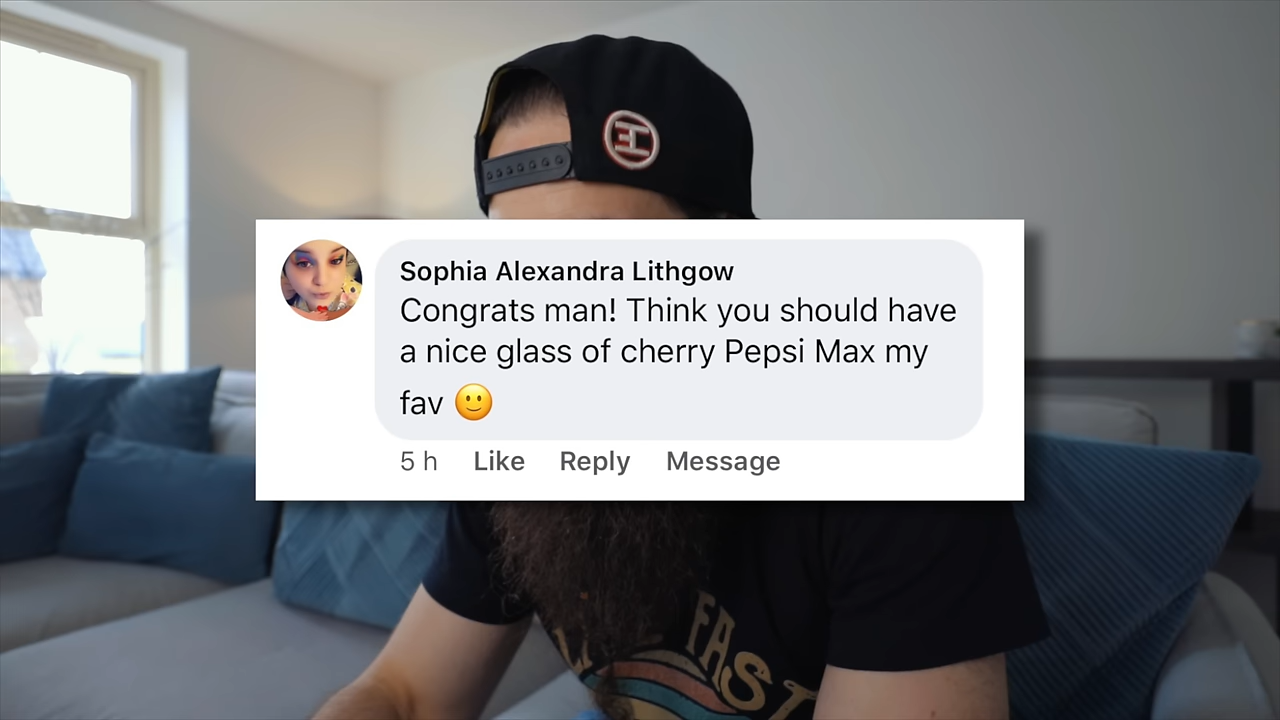 Sophia Alexandra Lithgow
Congrats man! Think you should have
a nice glass of cherry Pepsi Max my
fav 🙂
5 h Like Reply Message
FAST